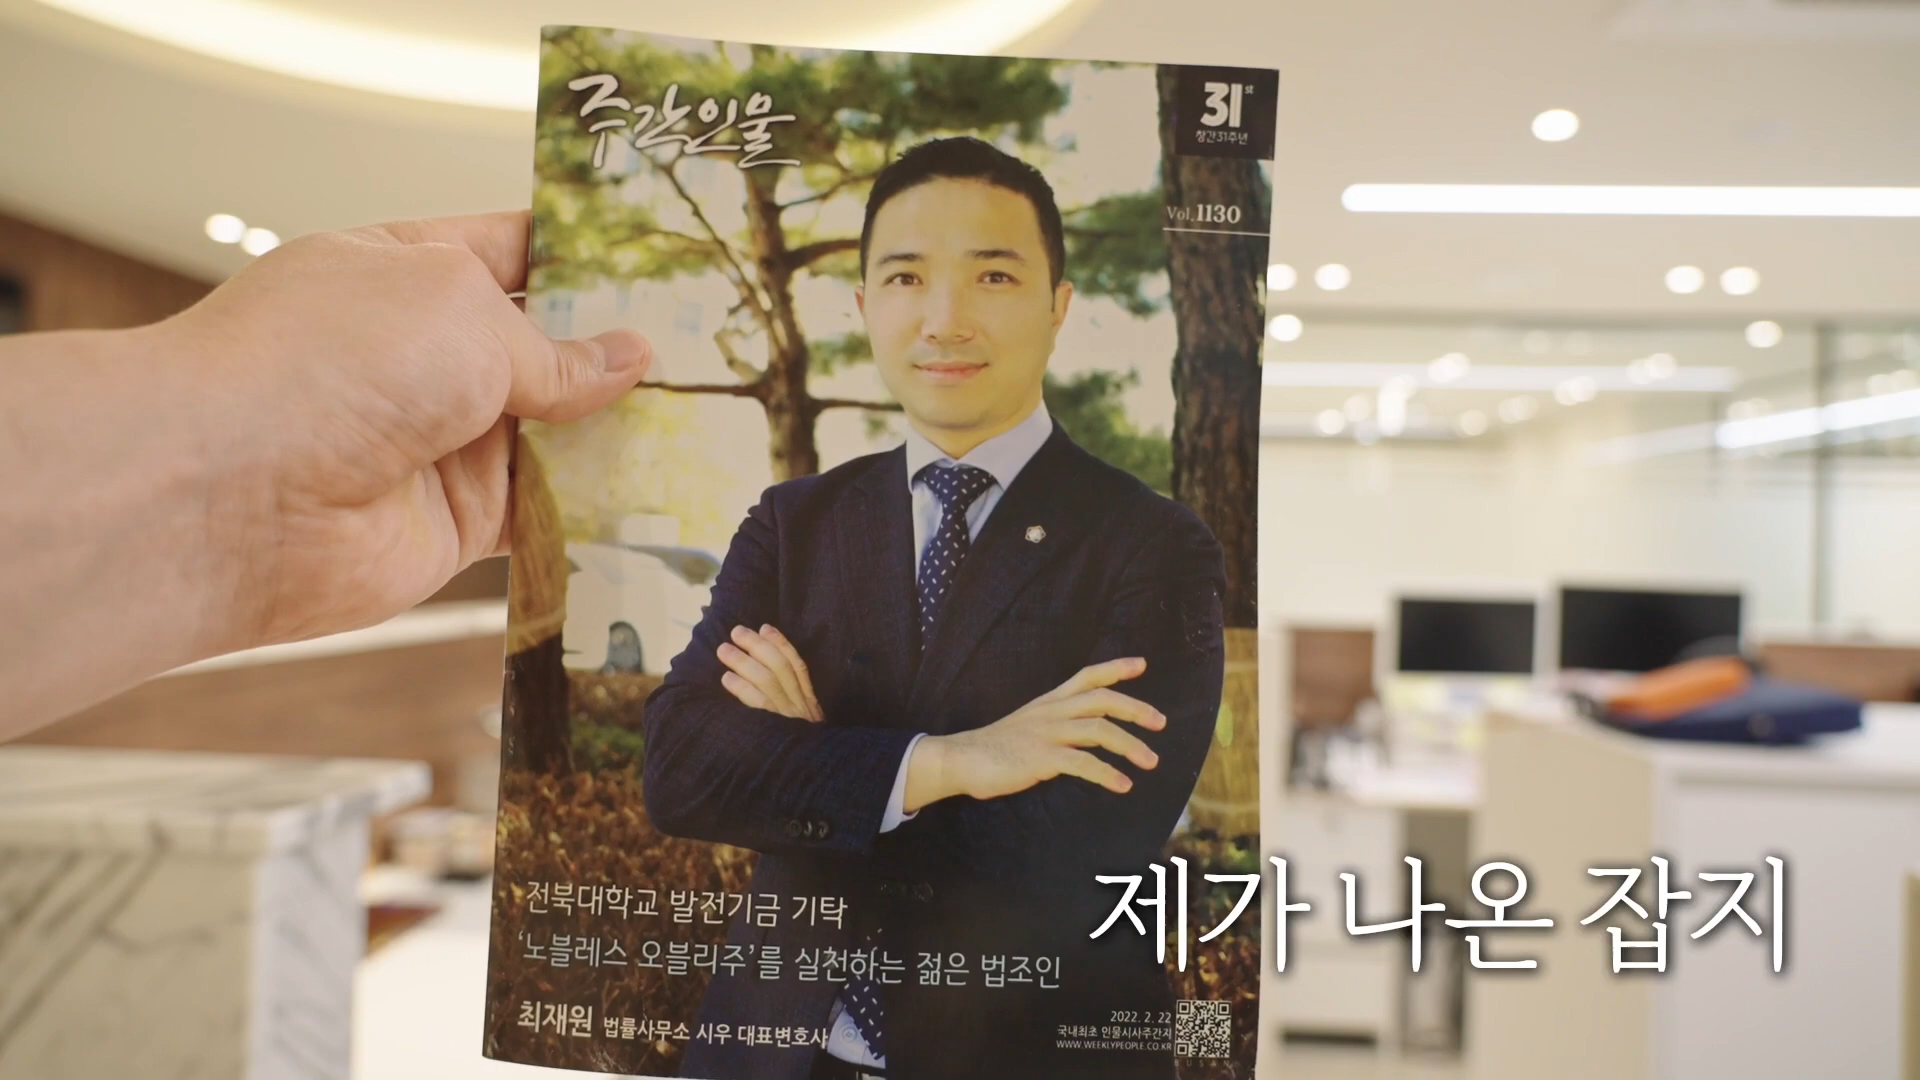 주간인물
31st
창간31주년
Vol.1130
전북대학교 발전기금 기탁
‘노블레스 오블리주’를 실천하는 젊은 법조인
최재원 법률사무소 시우 대표변호사
2022. 2. 22
국내최초 인물시사주간지
WWW.WEEKLYPEOPLE.CO.KR
BUSAN
제가 나온 잡지